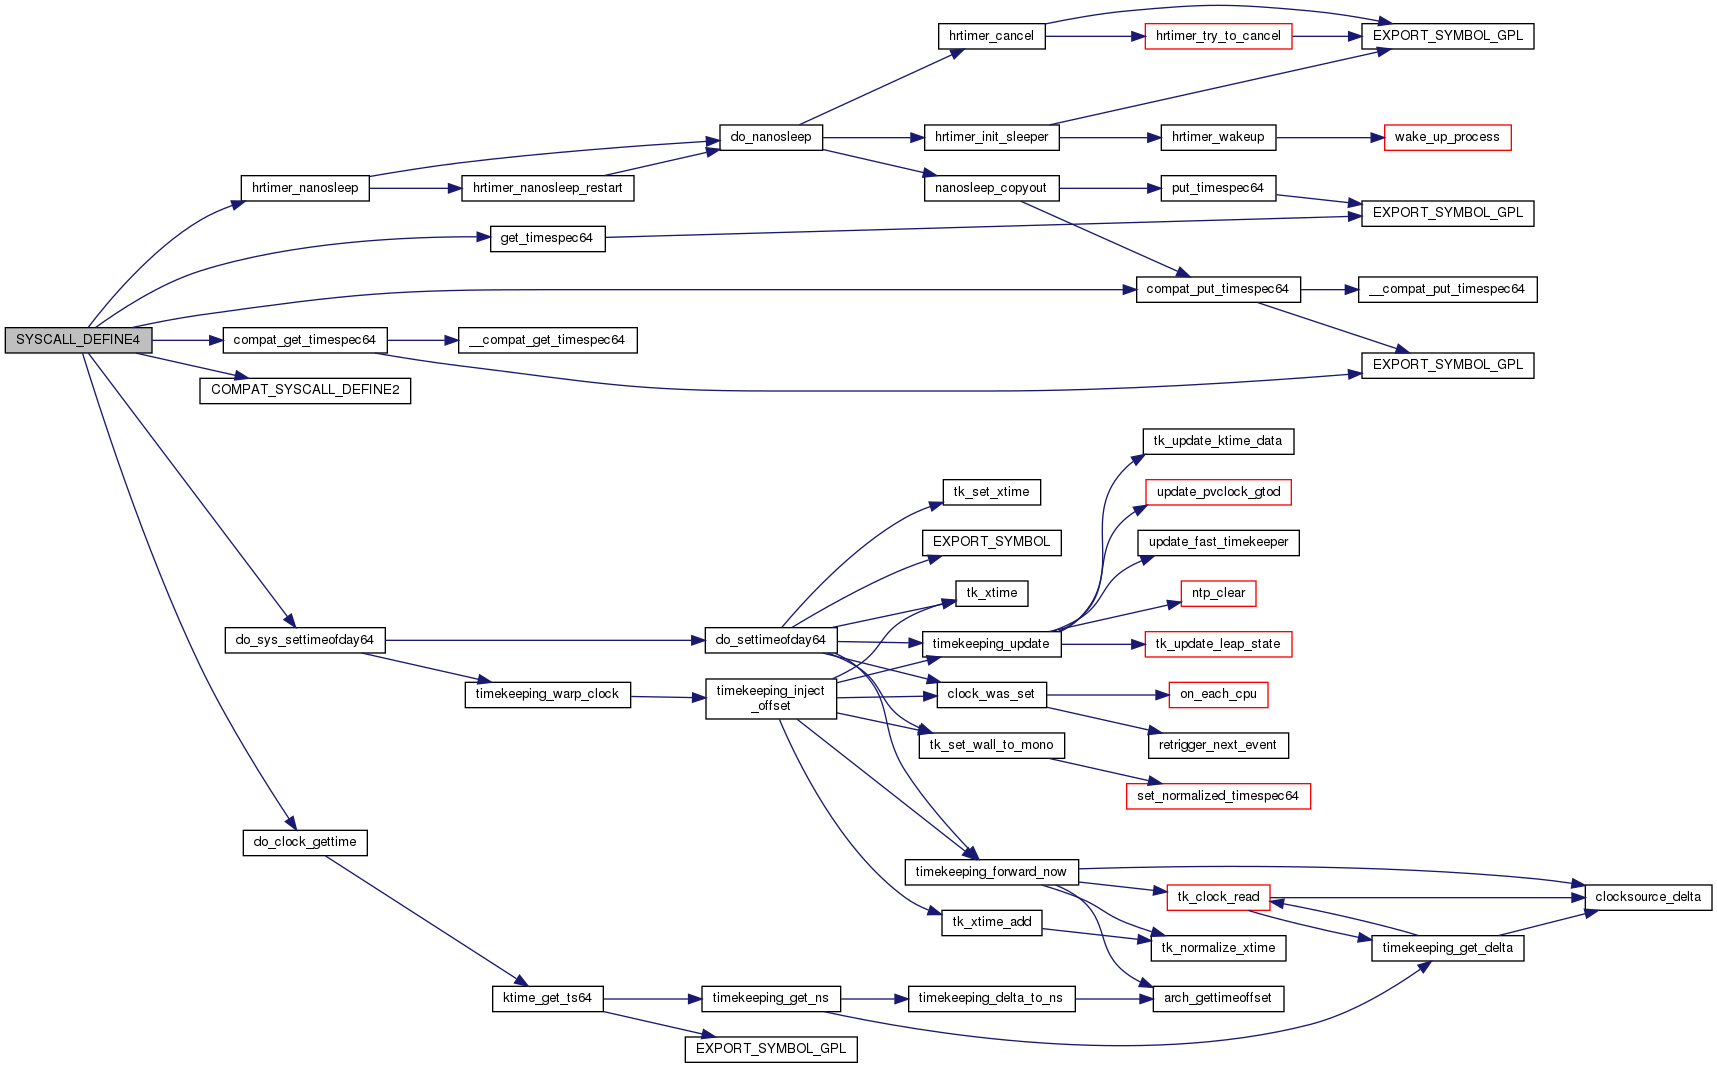 hrtimer_cancel
hrtimer_try_to_cancel
EXPORT_SYMBOL_GPL
do_nanosleep
hrtimer_init_sleeper
hrtimer_wakeup
wake_up_process
hrtimer_nanosleep
hrtimer_nanosleep_restart
nanosleep_copyout
put_timespec64
EXPORT_SYMBOL_GPL
get_timespec64
compat_put_timespec64
__compat_put_timespec64
SYSCALL_DEFINE4
compat_get_timespec64
__compat_get_timespec64
EXPORT_SYMBOL_GPL
COMPAT_SYSCALL_DEFINE2
tk_update_ktime_data
tk_set_xtime
update_pvclock_gtod
EXPORT_SYMBOL
update_fast_timekeeper
tk_xtime
ntp_clear
do_sys_settimeofday64
do_settimeofday64
timekeeping_update
tk_update_leap_state
timekeeping_warp_clock
timekeeping_inject
_offset
clock_was_set
on_each_cpu
tk_set_wall_to_mono
retrigger_next_event
set_normalized_timespec64
do_clock_gettime
timekeeping_forward_now
tk_clock_read
clocksource_delta
tk_xtime_add
tk_normalize_xtime
timekeeping_get_delta
ktime_get_ts64
timekeeping_get_ns
timekeeping_delta_to_ns
arch_gettimeoffset
EXPORT_SYMBOL_GPL